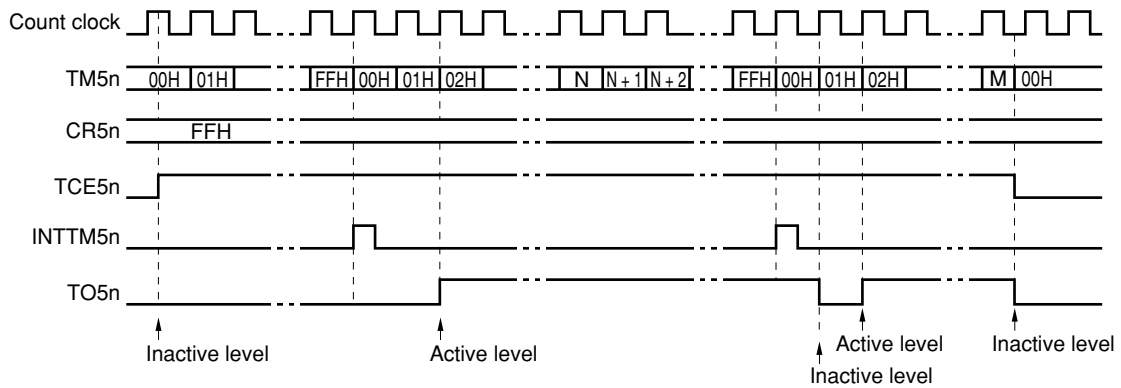 Count clock
TM5n 00H 01H FFH 00H 01H 02H N N + 1 N + 2 FFH 00H 01H 02H M 00H
CR5n FFH
TCE5n
INTTM5n
TO5n
Inactive level Active level Active level Inactive level
Inactive level